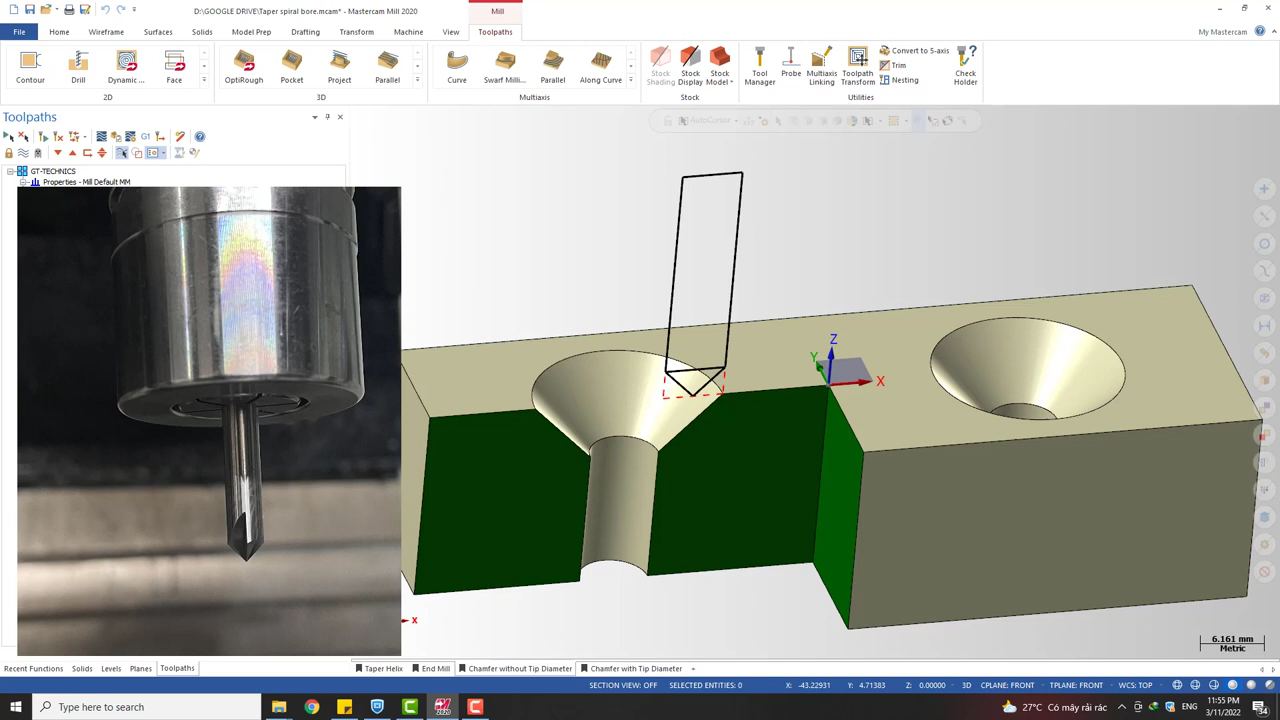 D:\GOOGLE DRIVE\Taper spiral bore.mcam* - Mastercam Mill 2020
Mill
File Home Wireframe Surfaces Solids Model Prep Drafting Transform Machine View Toolpaths My Mastercam
Contour Drill Dynamic ... Face OptiRough Pocket Project Parallel Curve Swarf Milli... Parallel Along Curve Stock Shading Stock Display Stock Model Tool Manager Probe Multiaxis Linking Toolpath Transform Convert to 5-axis Trim Nesting Check Holder
2D 3D Multiaxis Stock Utilities
Toolpaths
AutoCursor
G1
GT-TECHNICS
Properties - Mill Default MM
Z
Y
X
x
6.161 mm
Metric
Recent Functions Solids Levels Planes Toolpaths Taper Helix End Mill Chamfer without Tip Diameter Chamfer with Tip Diameter +
SECTION VIEW: OFF SELECTED ENTITIES: 0 X: -43.22931 Y: 4.71383 Z: 0.00000 3D CPLANE: FRONT TPLANE: FRONT WCS: TOP
Type here to search 2020 27°C Có mây rải rác ENG 11:55 PM
3/11/2022 34